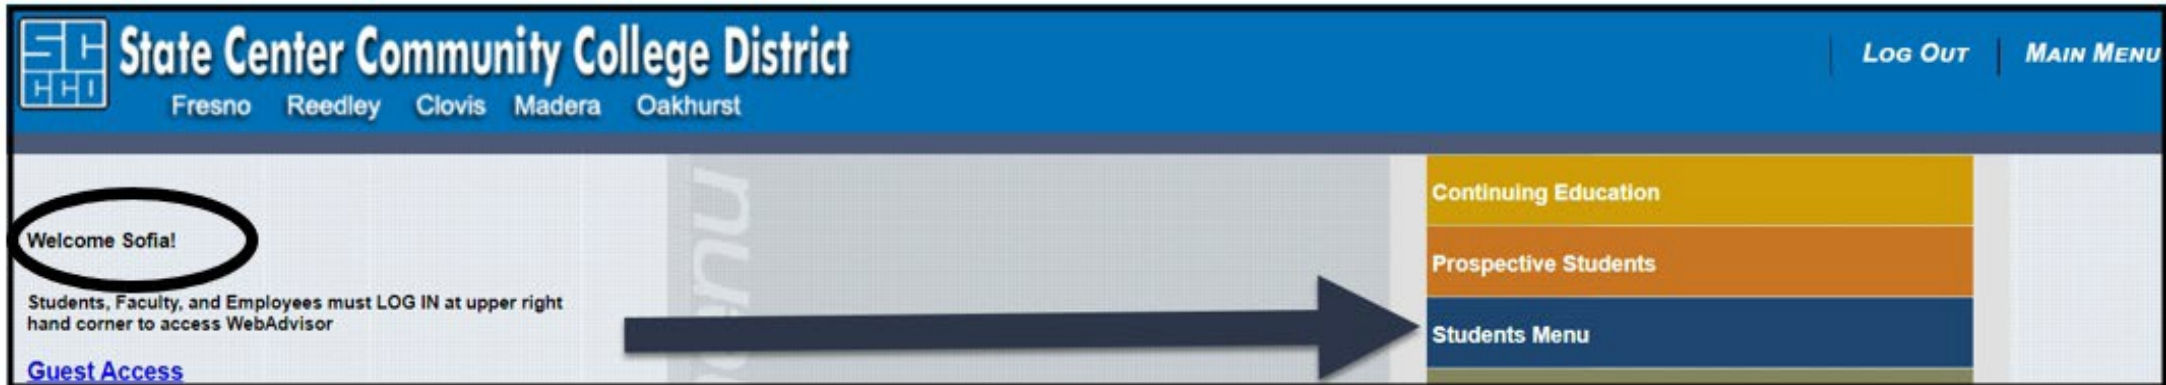 SC
CCD
State Center Community College District
Fresno Reedley Clovis Madera Oakhurst
LOG OUT
MAIN MENU
Welcome Sofia!
Students, Faculty, and Employees must LOG IN at upper right
hand corner to access WebAdvisor
Guest Access
Continuing Education
Prospective Students
Students Menu